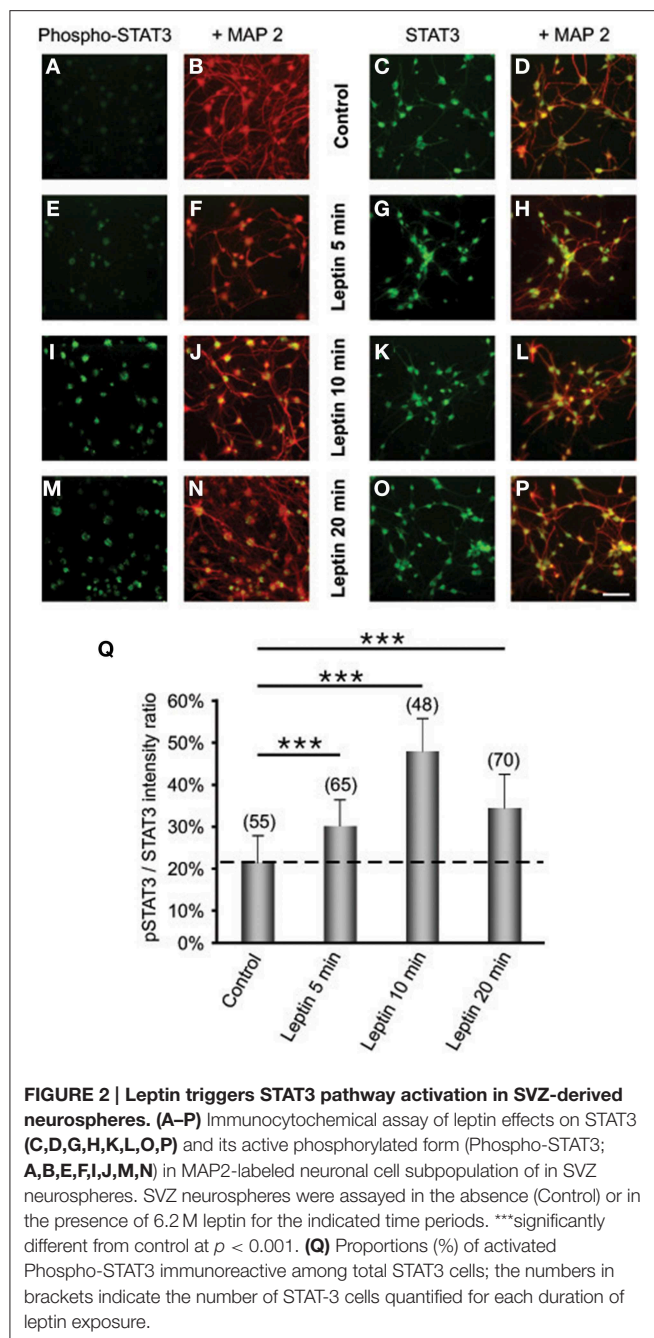 Phospho-STAT3 + MAP 2 STAT3 + MAP 2
A B Control C D
E F Leptin 5 min G H
I J Leptin 10 min K L
M N Leptin 20 min O P
Q
***
***
***
pSTAT3 / STAT3 intensity ratio
60%
50%
40%
30%
20%
10%
0%
(55) (65) (48) (70)
Control Leptin 5 min Leptin 10 min Leptin 20 min
FIGURE 2 | Leptin triggers STAT3 pathway activation in SVZ-derived
neurospheres. (A–P) Immunocytochemical assay of leptin effects on STAT3
(C,D,G,H,K,L,O,P) and its active phosphorylated form (Phospho-STAT3;
A,B,E,F,I,J,M,N) in MAP2-labeled neuronal cell subpopulation of in SVZ
neurospheres. SVZ neurospheres were assayed in the absence (Control) or in
the presence of 6.2 M leptin for the indicated time periods. ***significantly
different from control at p < 0.001. (Q) Proportions (%) of activated
Phospho-STAT3 immunoreactive among total STAT3 cells; the numbers in
brackets indicate the number of STAT-3 cells quantified for each duration of
leptin exposure.